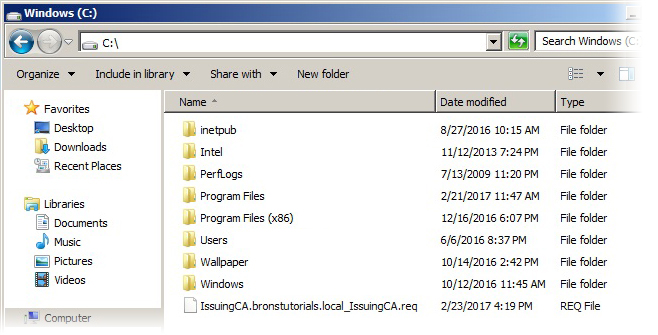 Windows (C:)
C:\
Search Windows (C:
Organize Include in library Share with New folder
Favorites
Desktop
Downloads
Recent Places
Libraries
Documents
Music
Pictures
Videos
Computer
Name Date modified Type
inetpub 8/27/2016 10:15 AM File folder
Intel 11/12/2013 7:24 PM File folder
PerfLogs 7/13/2009 11:20 PM File folder
Program Files 2/21/2017 11:47 AM File folder
Program Files (x86) 12/16/2016 6:07 PM File folder
Users 6/6/2016 8:37 PM File folder
Wallpaper 10/14/2016 2:42 PM File folder
Windows 10/12/2016 11:45 AM File folder
IssuingCA.bronstutorials.local_IssuingCA.req 2/23/2017 4:19 PM REQ File